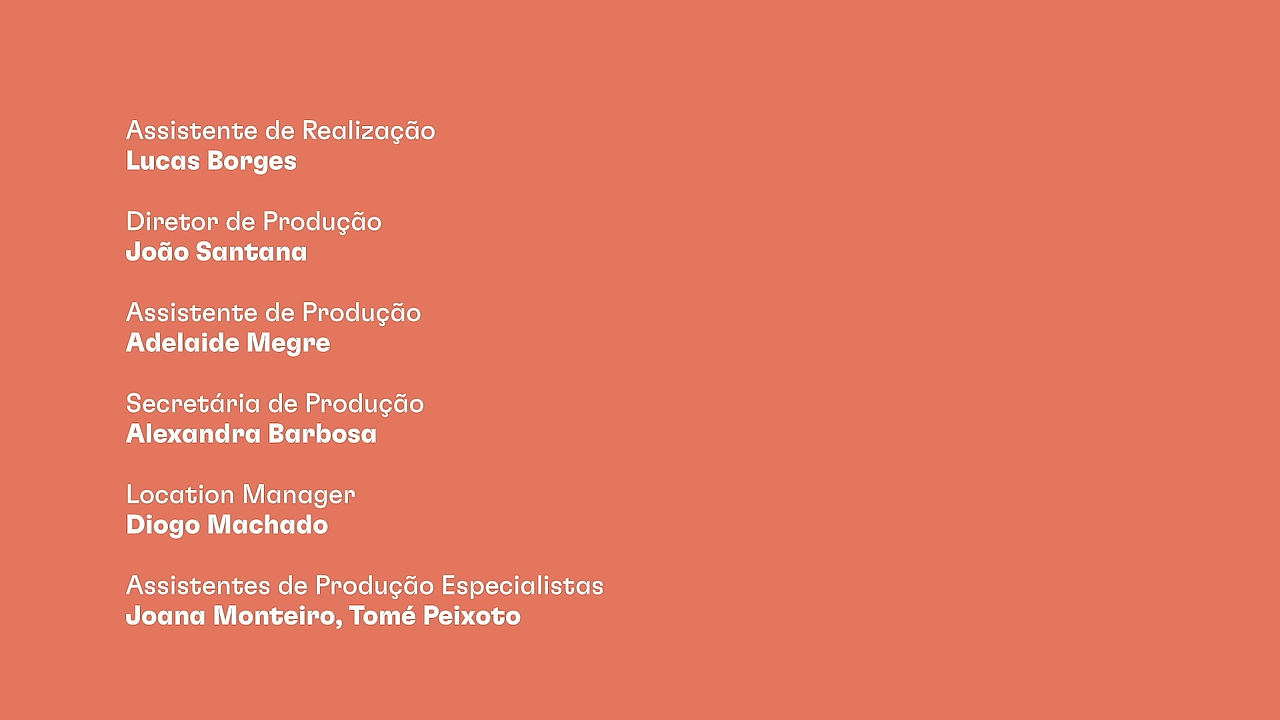 Assistente de Realização
Lucas Borges
Diretor de Produção
João Santana
Assistente de Produção
Adelaide Megre
Secretária de Produção
Alexandra Barbosa
Location Manager
Diogo Machado
Assistentes de Produção Especialistas
Joana Monteiro, Tomé Peixoto